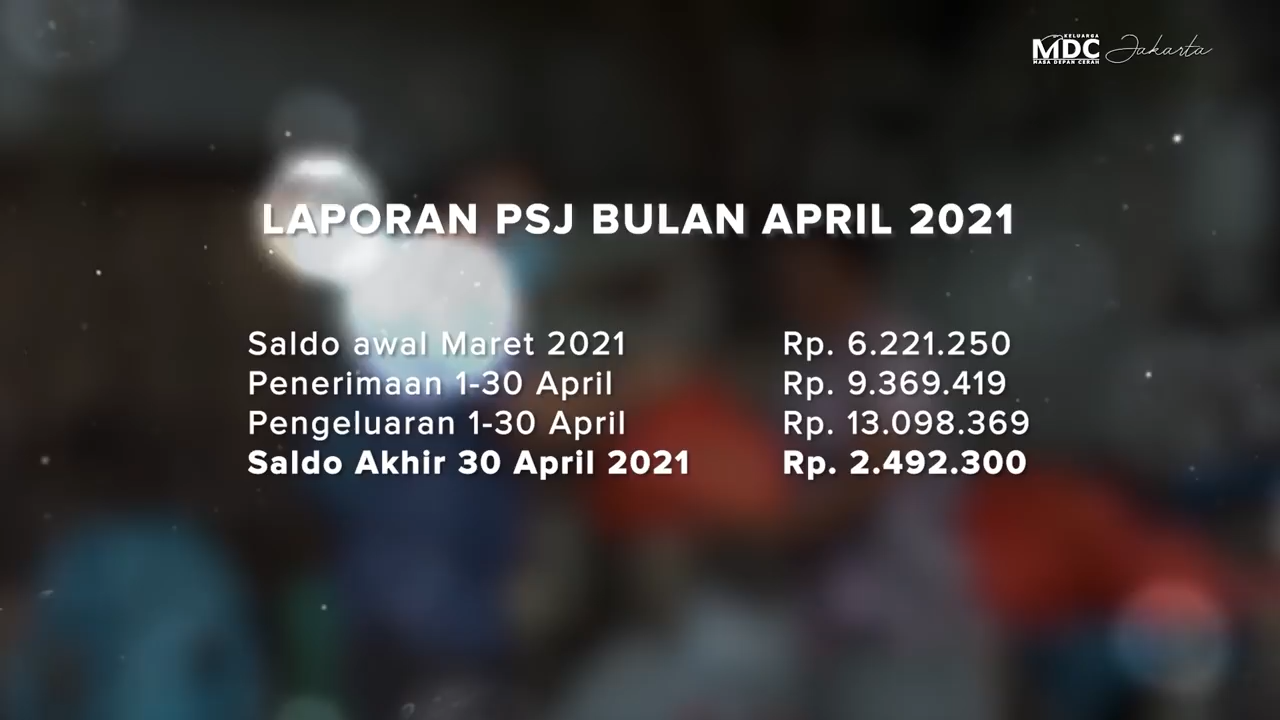 KELUARGA
MDC Jakarta
MASA DEPAN CERAH
LAPORAN PSJ BULAN APRIL 2021
Saldo awal Maret 2021 Rp. 6.221.250
Penerimaan 1-30 April Rp. 9.369.419
Pengeluaran 1-30 April Rp. 13.098.369
Saldo Akhir 30 April 2021 Rp. 2.492.300